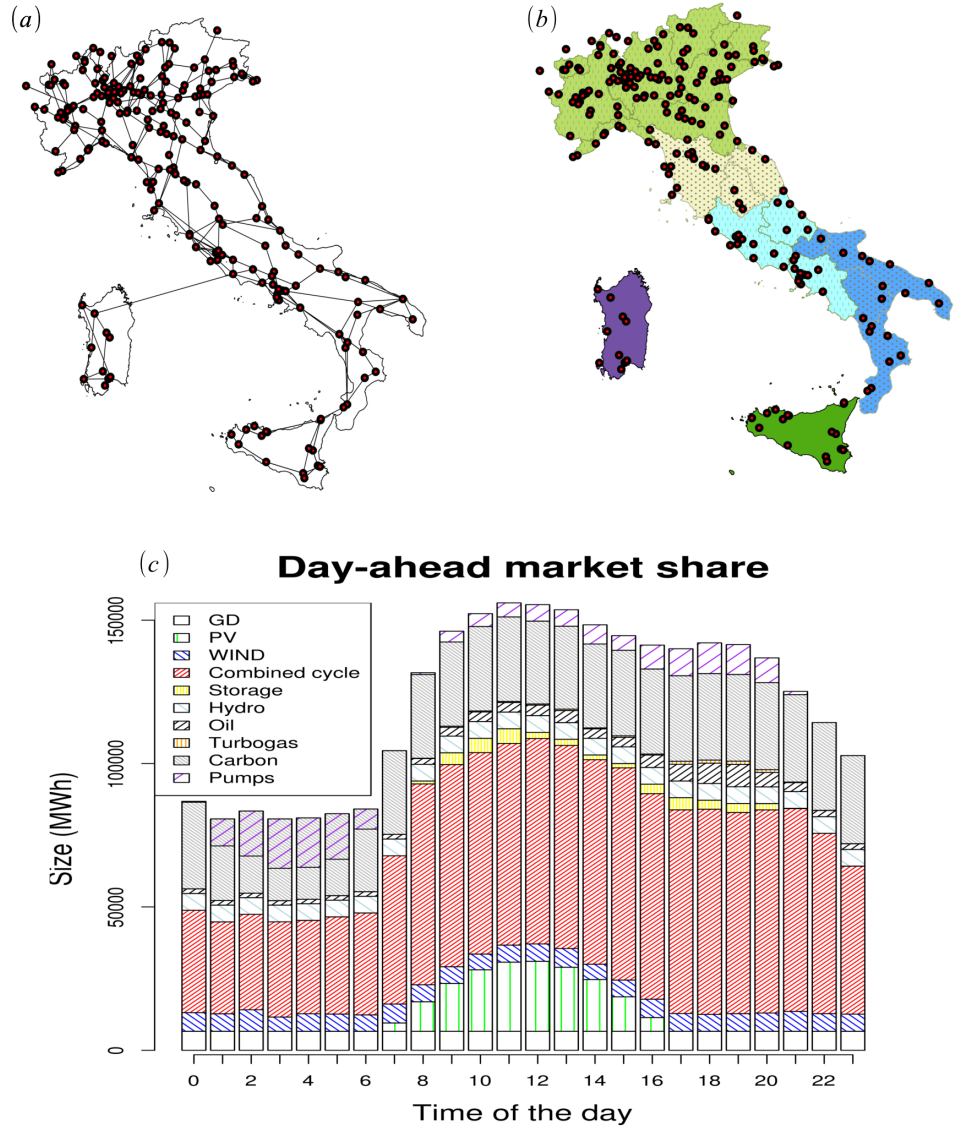 (a)
(b)
(c)
Day-ahead market share
Size (MWh)
150000
100000
50000
0
GD
PV
WIND
Combined cycle
Storage
Hydro
Oil
Turbogas
Carbon
Pumps
0 2 4 6 8 10 12 14 16 18 20 22
Time of the day